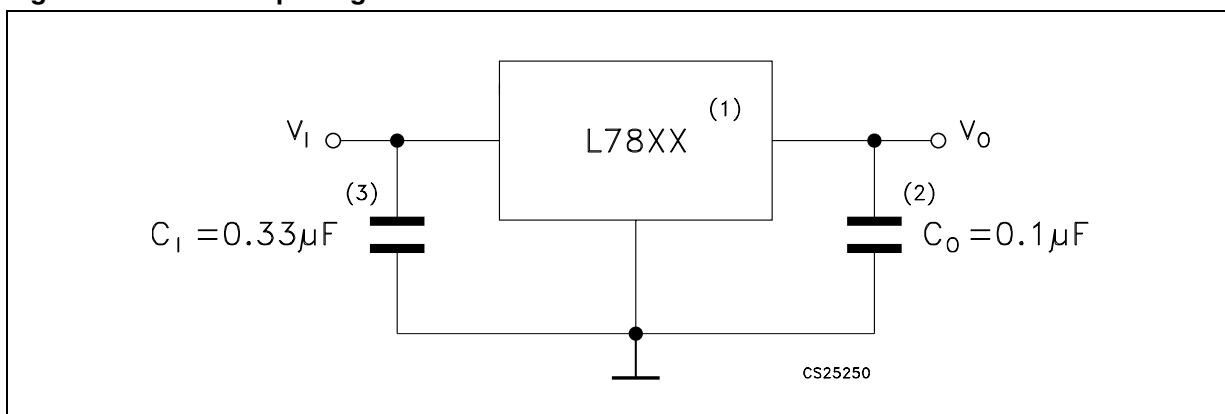 V_I
(1)
L78XX
V_O
(3)
C_I =0.33µF
(2)
C_O =0.1µF
CS25250